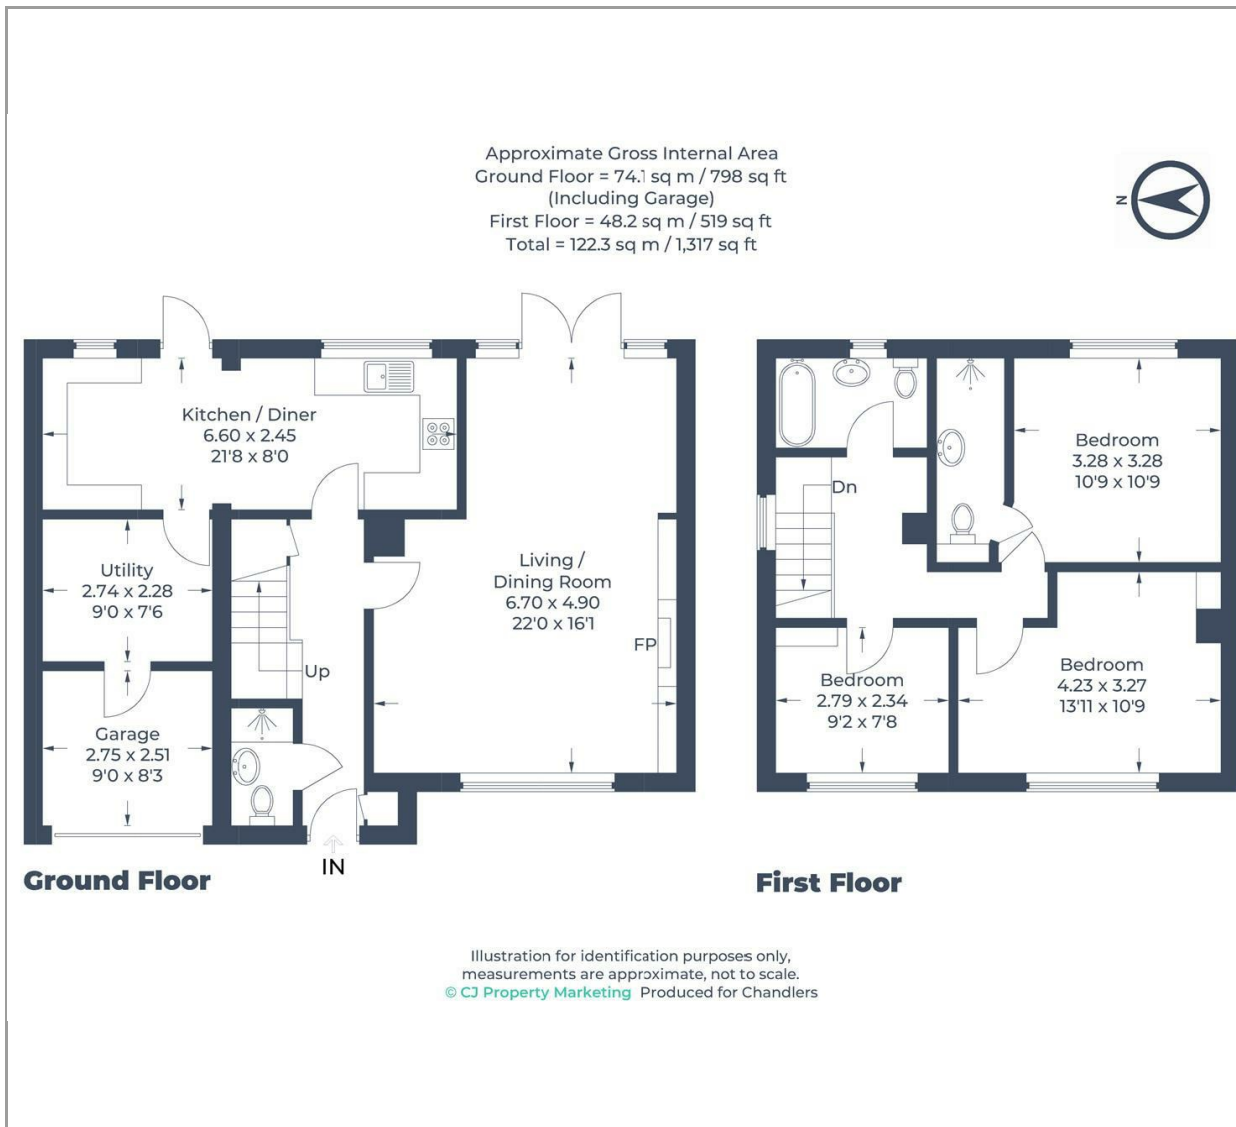 Approximate Gross Internal Area
Ground Floor = 74.1 sq m / 798 sq ft
(Including Garage)
First Floor = 48.2 sq m / 519 sq ft
Total = 122.3 sq m / 1,317 sq ft
N
Kitchen / Diner
6.60 x 2.45
21'8 x 8'0
Utility
2.74 x 2.28
9'0 x 7'6
Garage
2.75 x 2.51
9'0 x 8'3
Up
Living /
Dining Room
6.70 x 4.90
22'0 x 16'1
FP
IN
Ground Floor
Dn
Bedroom
3.28 x 3.28
10'9 x 10'9
Bedroom
2.79 x 2.34
9'2 x 7'8
Bedroom
4.23 x 3.27
13'11 x 10'9
First Floor
Illustration for identification purposes only,
measurements are approximate, not to scale.
© CJ Property Marketing Produced for Chandlers